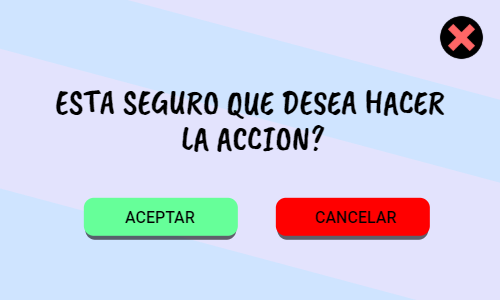 ESTA SEGURO QUE DESEA HACER
LA ACCION?
ACEPTAR
CANCELAR